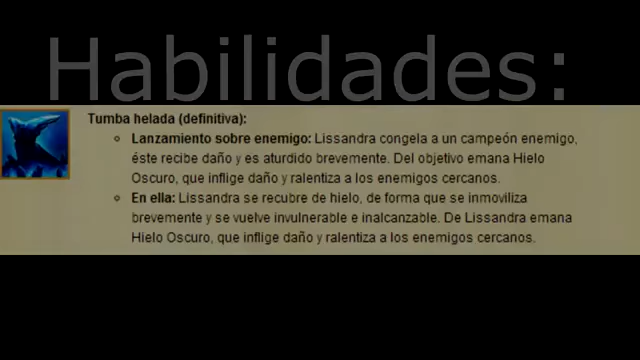 Habilidades:
Tumba helada (definitiva):
Lanzamiento sobre enemigo: Lissandra congela a un campeón enemigo,
éste recibe daño y es aturdido brevemente. Del objetivo emana Hielo
Oscuro, que inflige daño y ralentiza a los enemigos cercanos.
En ella: Lissandra se recubre de hielo, de forma que se inmoviliza
brevemente y se vuelve invulnerable e inalcanzable. De Lissandra emana
Hielo Oscuro, que inflige daño y ralentiza a los enemigos cercanos.